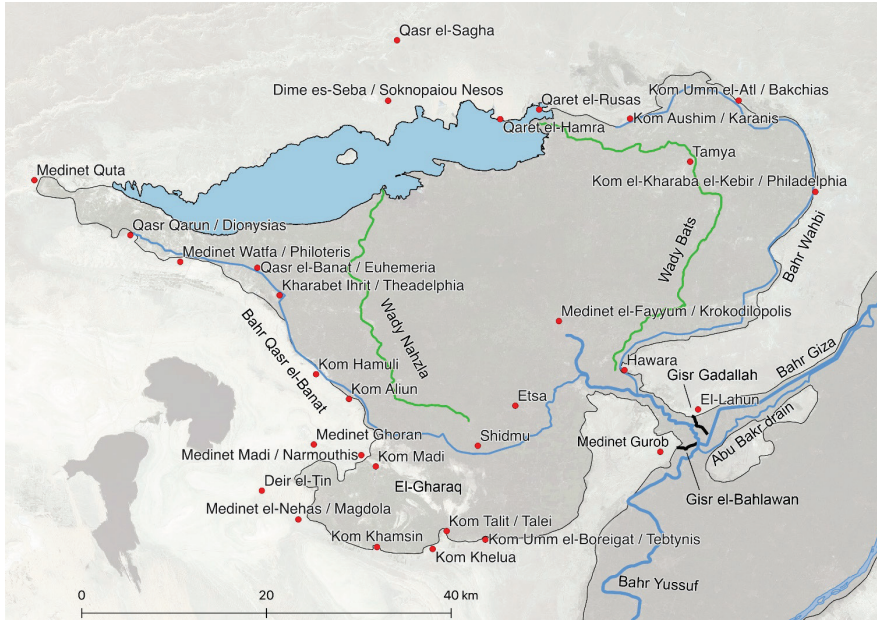 Qasr el-Sagha
Dime es-Seba / Soknopaiou Nesos
Kom Umm el-Atl / Bakchias
Qaret el-Rusas
Kom Aushim / Karanis
Qaret el-Hamra
Tamya
Medinet Quta
Kom el-Kharaba el-Kebir / Philadelphia
Qasr Qarun / Dionysias
Wady Bats
Bahr Wahbi
Medinet Watfa / Philoteris
Qasr el-Banat / Euhemeria
Kharabet Ihrit / Theadelphia
Wady Nahzla
Medinet el-Fayyum / Krokodilopolis
Bahr Qasr el-Banat
Bahr Giza
Kom Hamuli
Hawara
Gisr Gadallah
Kom Aliun
Etsa
El-Lahun
Abu Bakr drain
Medinet Ghoran
Shidmu
Medinet Gurob
Medinet Madi / Narmouthis
Kom Madi
Deir el-Tin
El-Gharaq
Gisr el-Bahlawan
Medinet el-Nehas / Magdola
Kom Talit / Talei
Kom Khamsin
Kom Umm el-Boreigat / Tebtynis
Kom Khelua
Bahr Yussuf
0 20 40 km